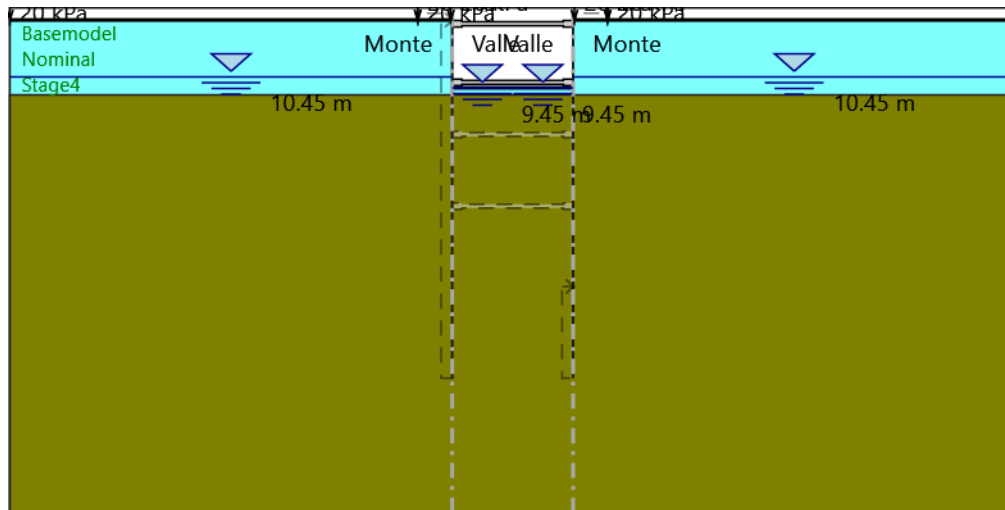 20 kPa
20 kPa
20 kPa
Basemodel
Nominal
Stage4
Monte
Valle
Valle
Monte
10.45 m
9.45 m
9.45 m
10.45 m